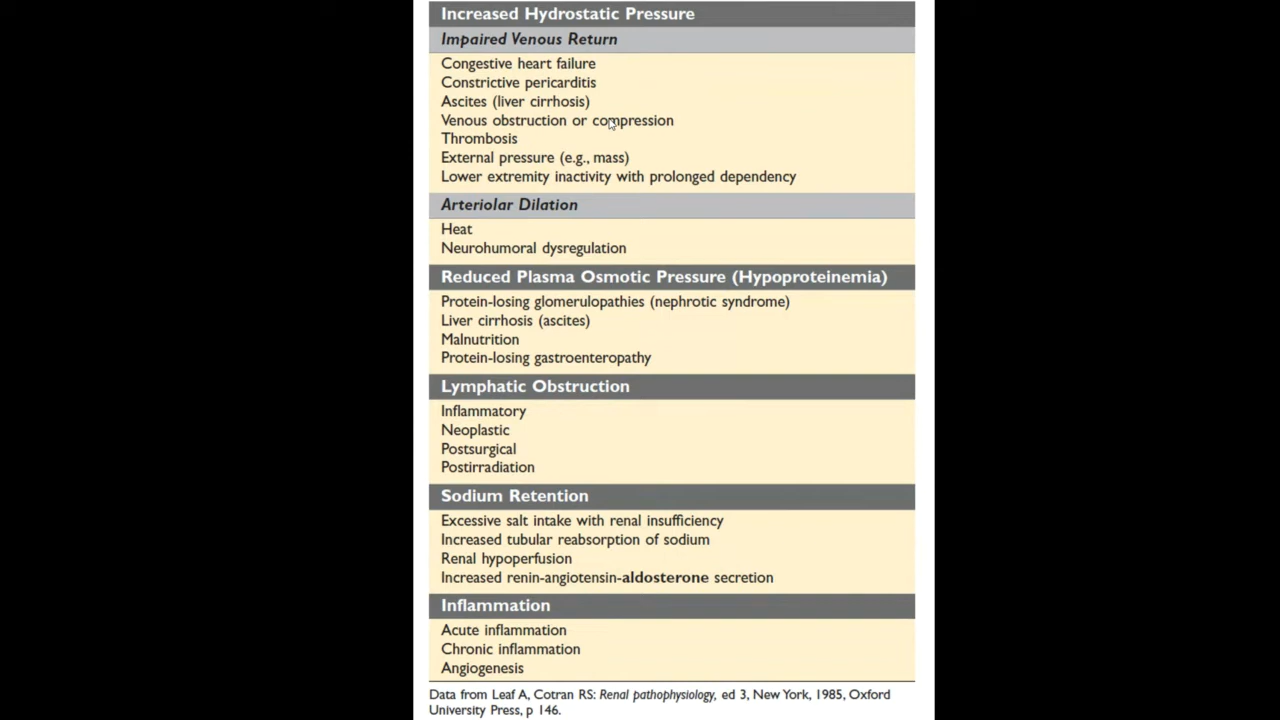 Increased Hydrostatic Pressure
Impaired Venous Return
Congestive heart failure
Constrictive pericarditis
Ascites (liver cirrhosis)
Venous obstruction or compression
Thrombosis
External pressure (e.g., mass)
Lower extremity inactivity with prolonged dependency
Arteriolar Dilation
Heat
Neurohumoral dysregulation
Reduced Plasma Osmotic Pressure (Hypoproteinemia)
Protein-losing glomerulopathies (nephrotic syndrome)
Liver cirrhosis (ascites)
Malnutrition
Protein-losing gastroenteropathy
Lymphatic Obstruction
Inflammatory
Neoplastic
Postsurgical
Postirradiation
Sodium Retention
Excessive salt intake with renal insufficiency
Increased tubular reabsorption of sodium
Renal hypoperfusion
Increased renin-angiotensin-aldosterone secretion
Inflammation
Acute inflammation
Chronic inflammation
Angiogenesis
Data from Leaf A, Cotran RS: Renal pathophysiology, ed 3, New York, 1985, Oxford
University Press, p 146.